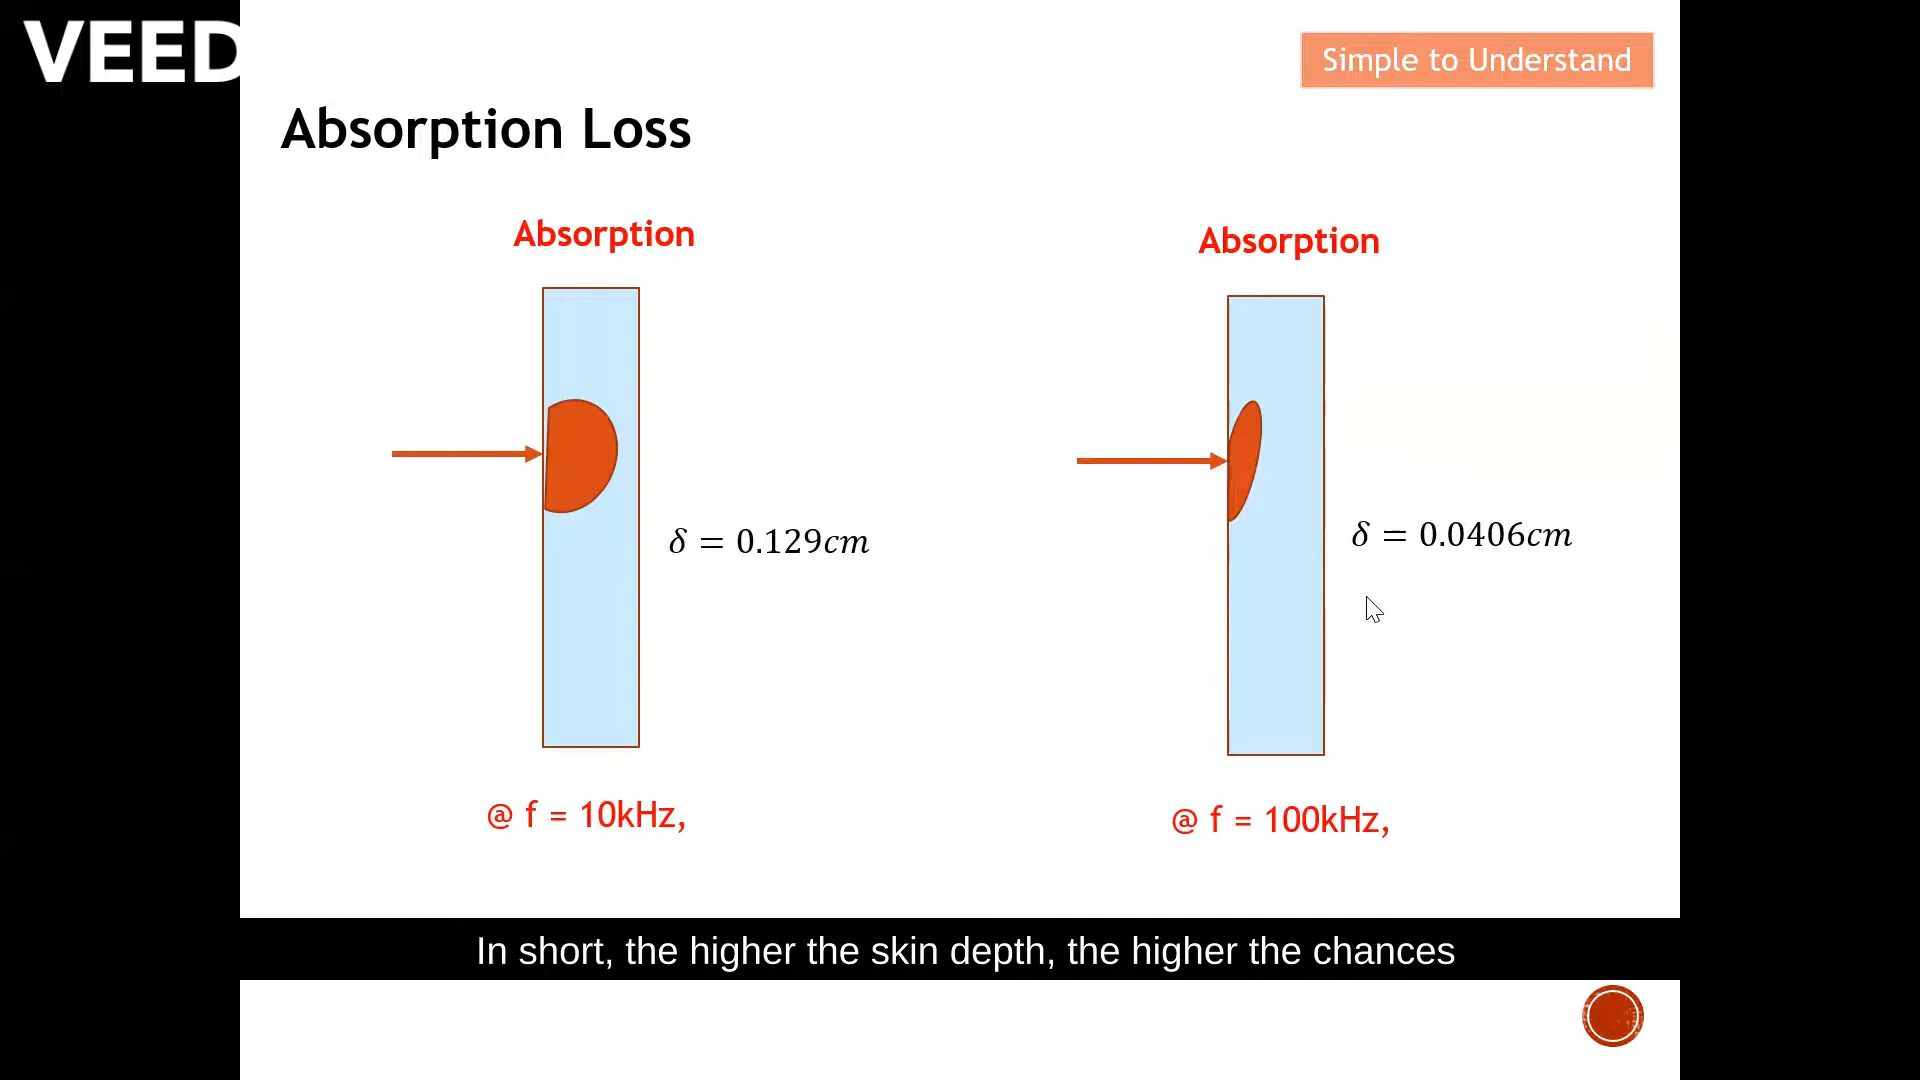 VEED
Simple to Understand
Absorption Loss
Absorption
Absorption
δ = 0.129cm
δ = 0.0406cm
@ f = 10kHz,
@ f = 100kHz,
In short, the higher the skin depth, the higher the chances